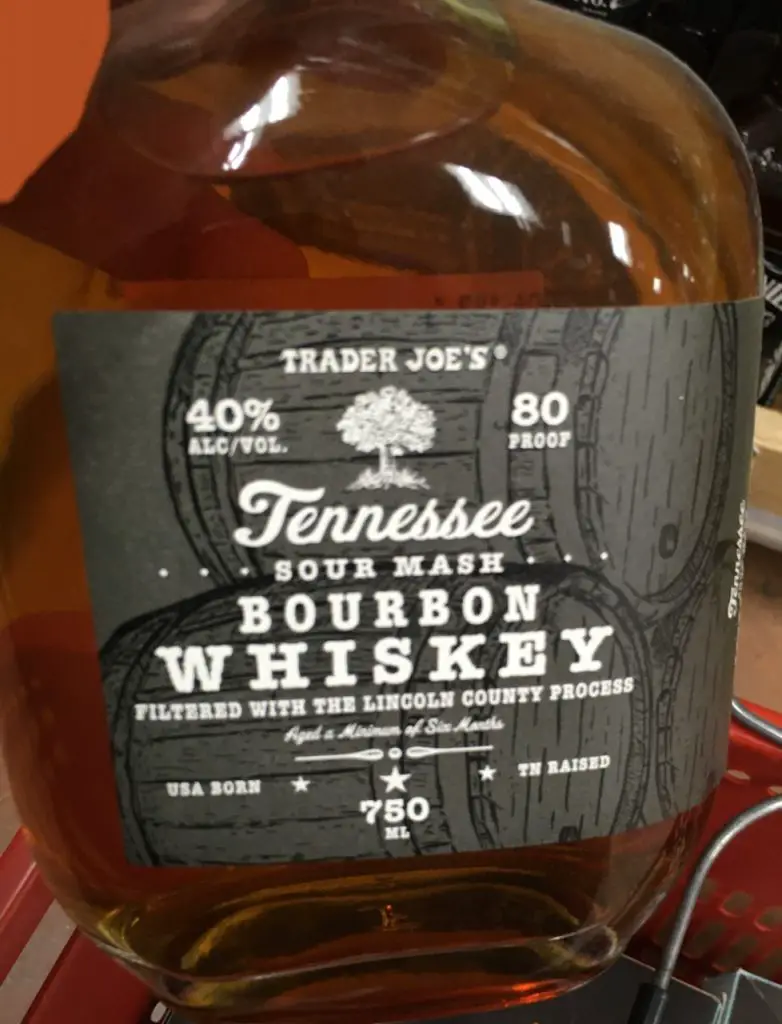 TRADER JOE'S®
40%
ALC/VOL.
80
PROOF
Tennessee
SOUR MASH
BOURBON
WHISKEY
FILTERED WITH THE LINCOLN COUNTY PROCESS
Aged a Minimum of Six Months
USA BORN
TN RAISED
750
ML
Tennessee